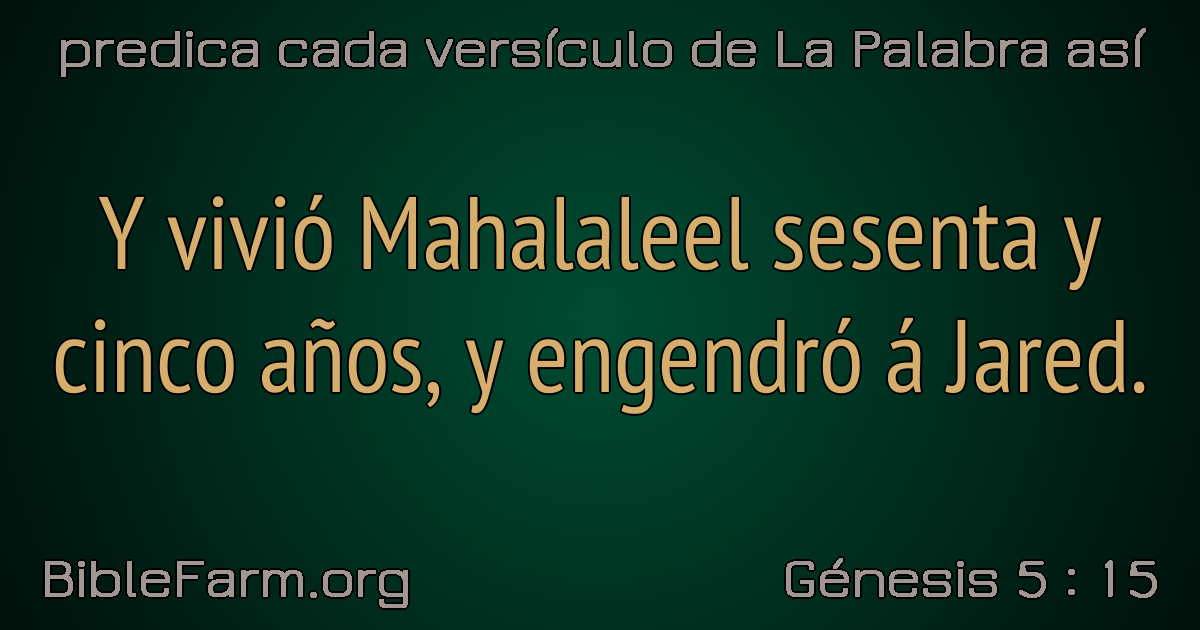 predica cada versículo de La Palabra así
Y vivió Mahalaleel sesenta y
cinco años, y engendró á Jared.
BibleFarm.org
Génesis 5 : 15